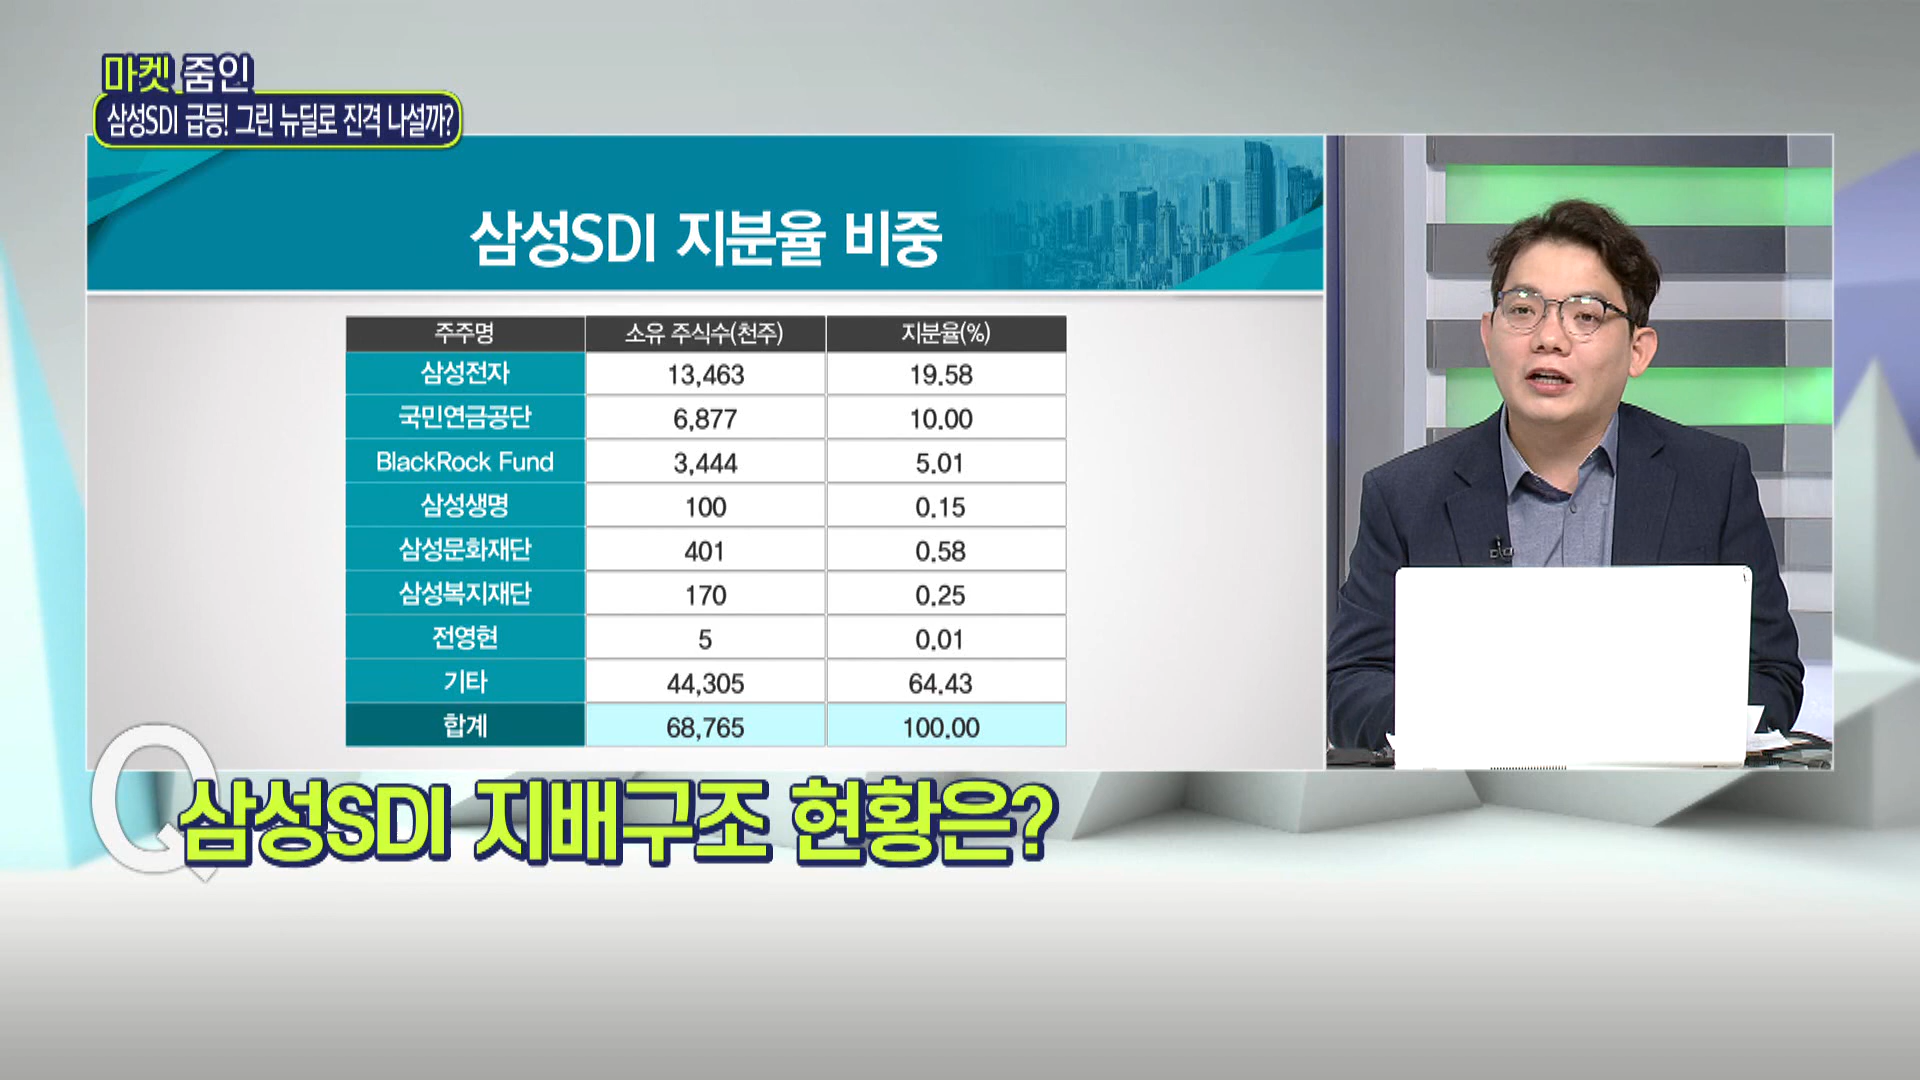 마켓 줌인
삼성SDI 급등! 그린 뉴딜로 진격 나설까?
삼성SDI 지분율 비중
주주명 소유 주식수(천주) 지분율(%)
삼성전자 13,463 19.58
국민연금공단 6,877 10.00
BlackRock Fund 3,444 5.01
삼성생명 100 0.15
삼성문화재단 401 0.58
삼성복지재단 170 0.25
전영현 5 0.01
기타 44,305 64.43
합계 68,765 100.00
Q 삼성SDI 지배구조 현황은?